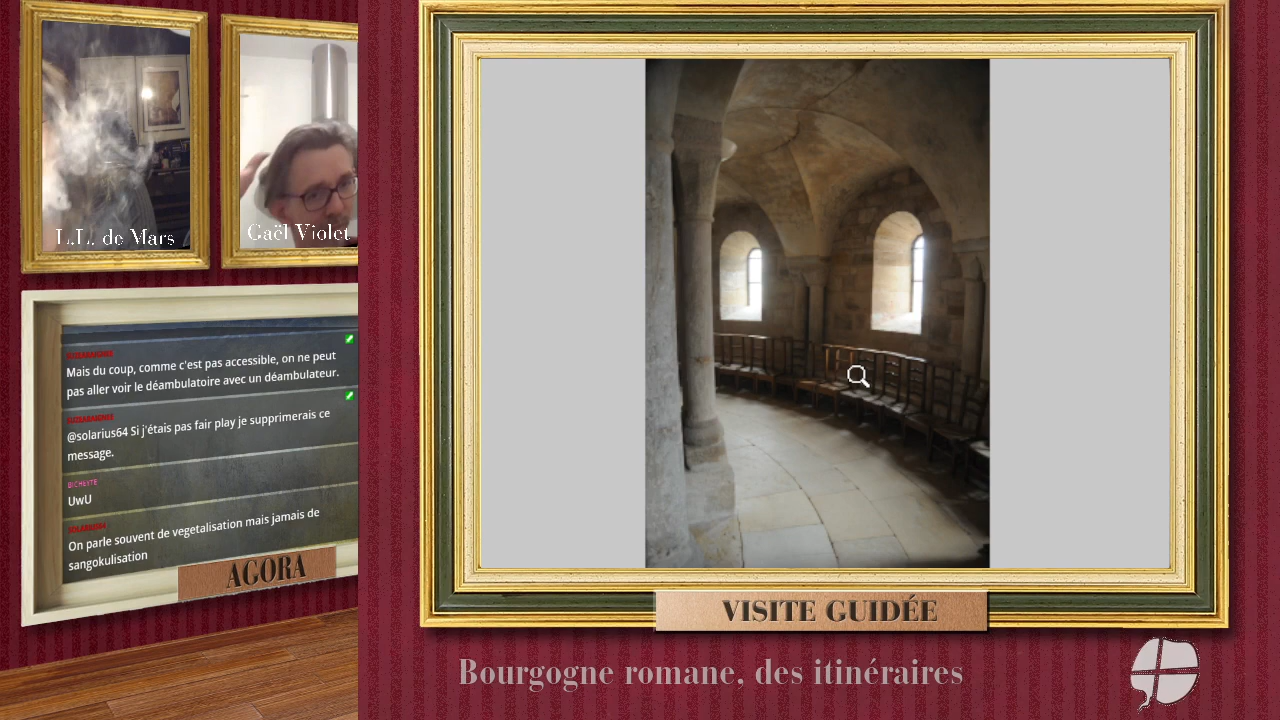 L.L. de Mars
Gaël Violet
Mais du coup, comme c'est pas accessible, on ne peut
pas aller voir le déambulatoire avec un déambulateur.
@solarius64 Si j'étais pas fair play je supprimerais ce
message.
BICHEYTE
UwU
SOLARIUS64
On parle souvent de vegetalisation mais jamais de
sangokulisation
AGORA
VISITE GUIDÉE
Bourgogne romane, des itinéraires